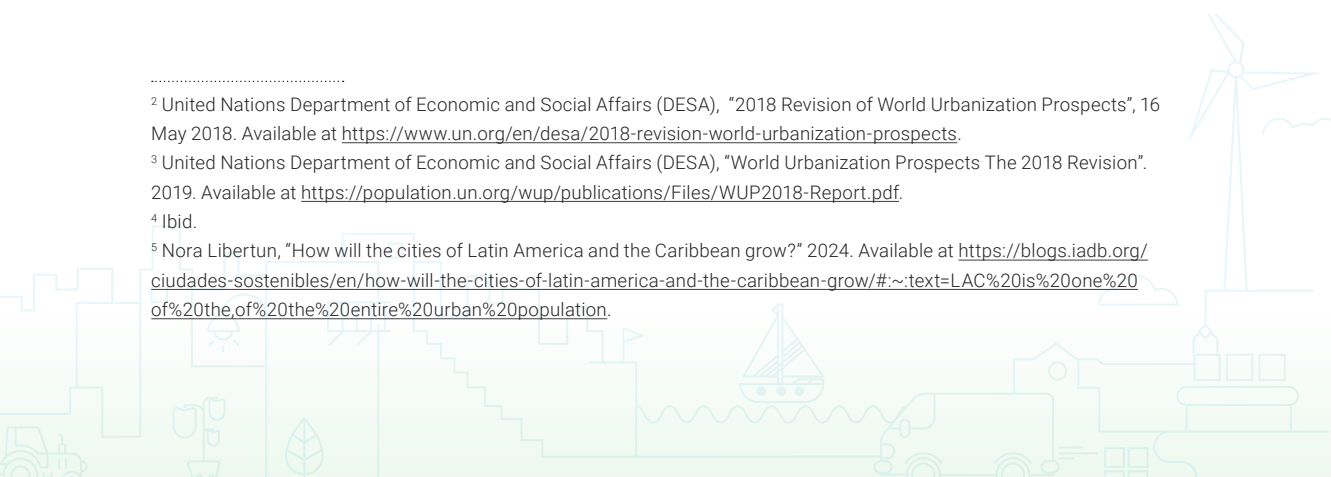 ² United Nations Department of Economic and Social Affairs (DESA),  “2018 Revision of World Urbanization Prospects”, 16
May 2018. Available at https://www.un.org/en/desa/2018-revision-world-urbanization-prospects.
³ United Nations Department of Economic and Social Affairs (DESA), “World Urbanization Prospects The 2018 Revision”.
2019. Available at https://population.un.org/wup/publications/Files/WUP2018-Report.pdf.
⁴ Ibid.
⁵ Nora Libertun, “How will the cities of Latin America and the Caribbean grow?” 2024. Available at https://blogs.iadb.org/
ciudades-sostenibles/en/how-will-the-cities-of-latin-america-and-the-caribbean-grow/#:~:text=LAC%20is%20one%20
of%20the,of%20the%20entire%20urban%20population.